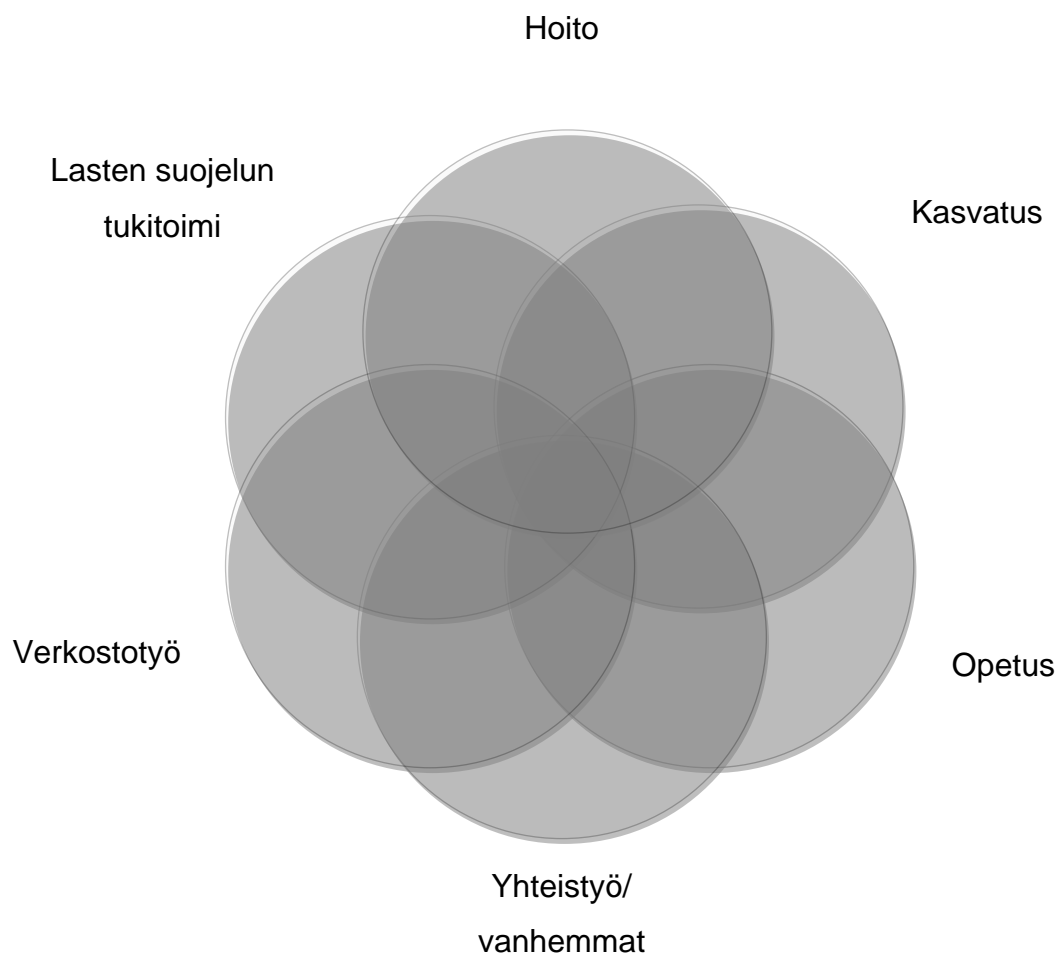 Hoito
Lasten suojelun
tukitoimi
Kasvatus
Verkostotyö
Opetus
Yhteistyö/
vanhemmat